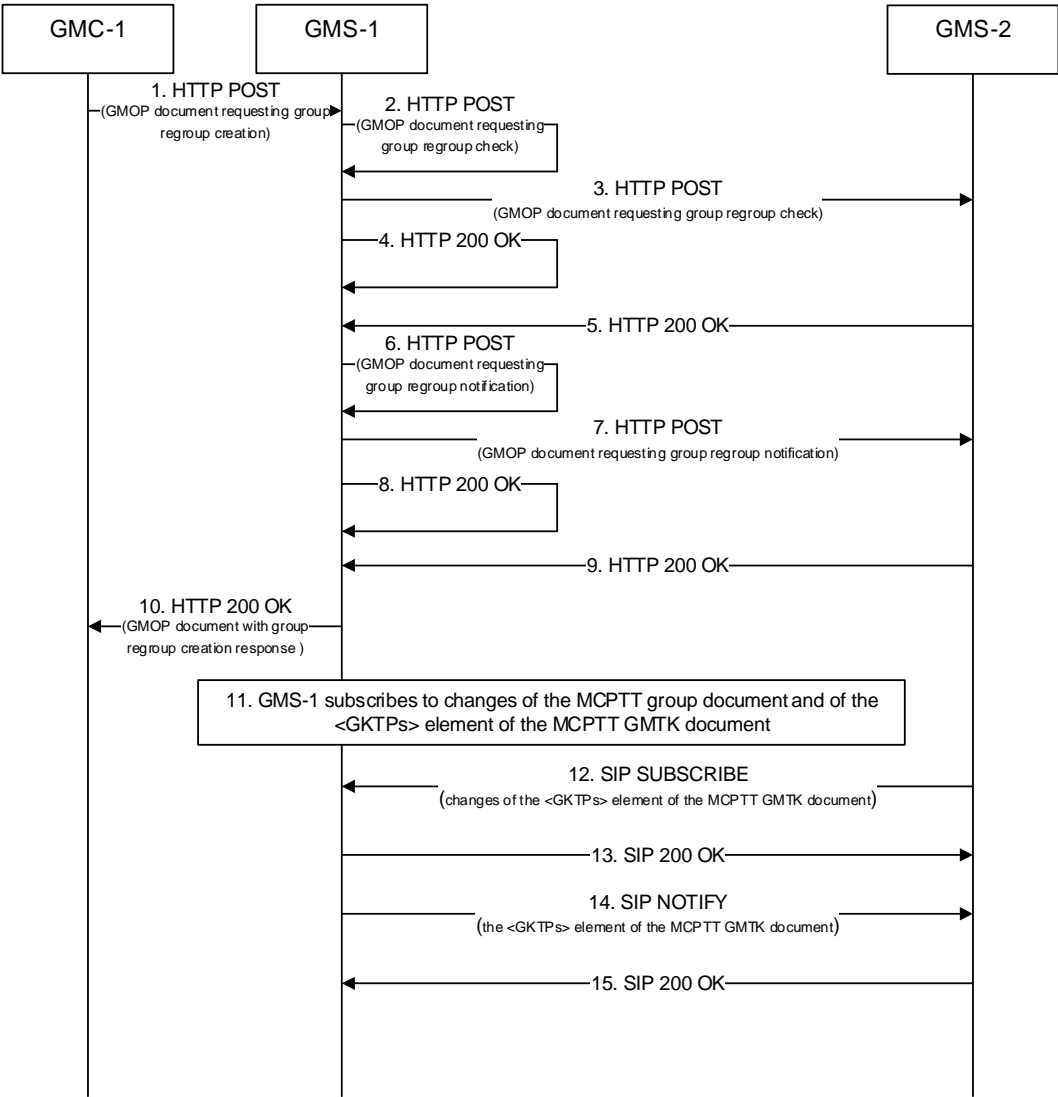 GMC-1
GMS-1
GMS-2
1. HTTP POST
(GMOP document requesting group
regroup creation)
2. HTTP POST
(GMOP document requesting
group regroup check)
3. HTTP POST
(GMOP document requesting group regroup check)
4. HTTP 200 OK
5. HTTP 200 OK
6. HTTP POST
(GMOP document requesting
group regroup notification)
7. HTTP POST
(GMOP document requesting group regroup notification)
8. HTTP 200 OK
9. HTTP 200 OK
10. HTTP 200 OK
(GMOP document with group
regroup creation response )
11. GMS-1 subscribes to changes of the MCPTT group document and of the
<GKTPs> element of the MCPTT GMTK document
12. SIP SUBSCRIBE
(changes of the <GKTPs> element of the MCPTT GMTK document)
13. SIP 200 OK
14. SIP NOTIFY
(the <GKTPs> element of the MCPTT GMTK document)
15. SIP 200 OK